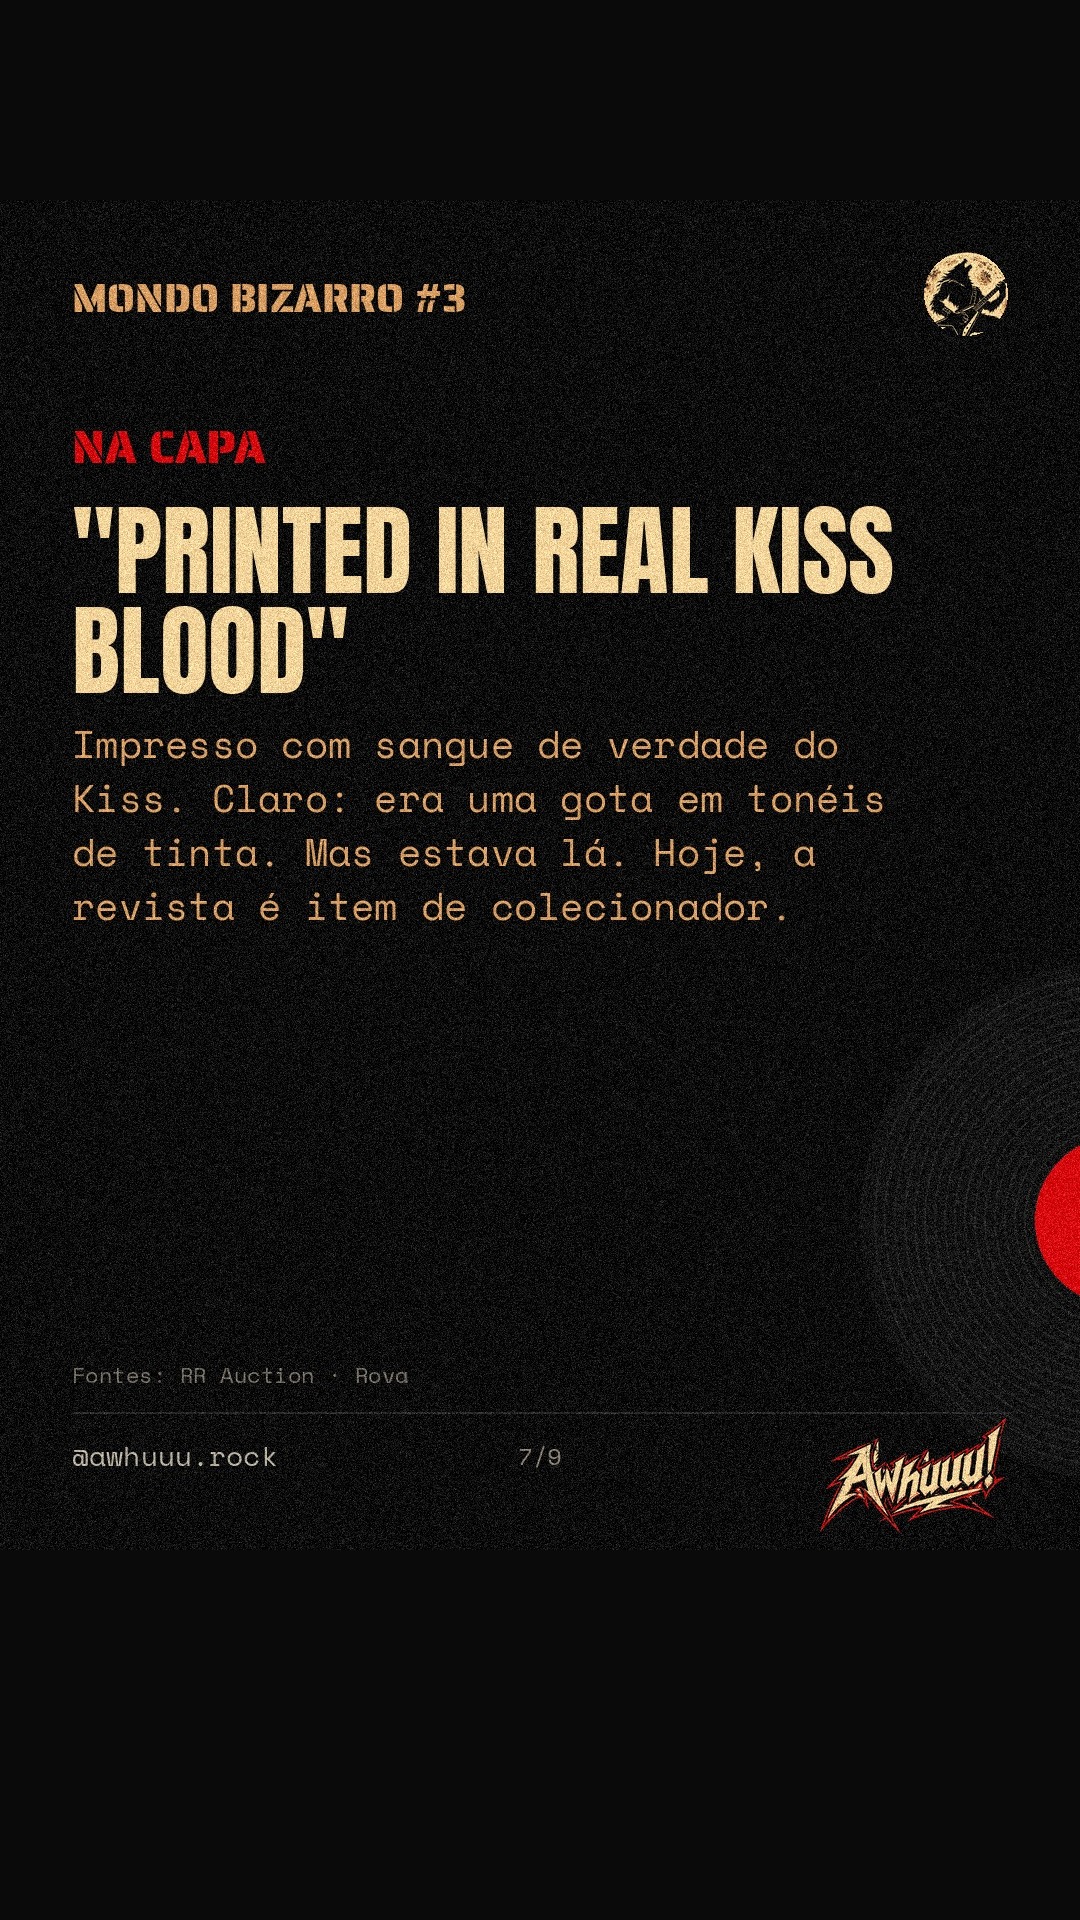 MONDO BIZARRO #3
NA CAPA
"PRINTED IN REAL KISS
BLOOD"
Impresso com sangue de verdade do
Kiss. Claro: era uma gota em tonéis
de tinta. Mas estava lá. Hoje, a
revista é item de colecionador.
Fontes: RR Auction · Rova
@awhuuu.rock
7/9
Awhuuu!